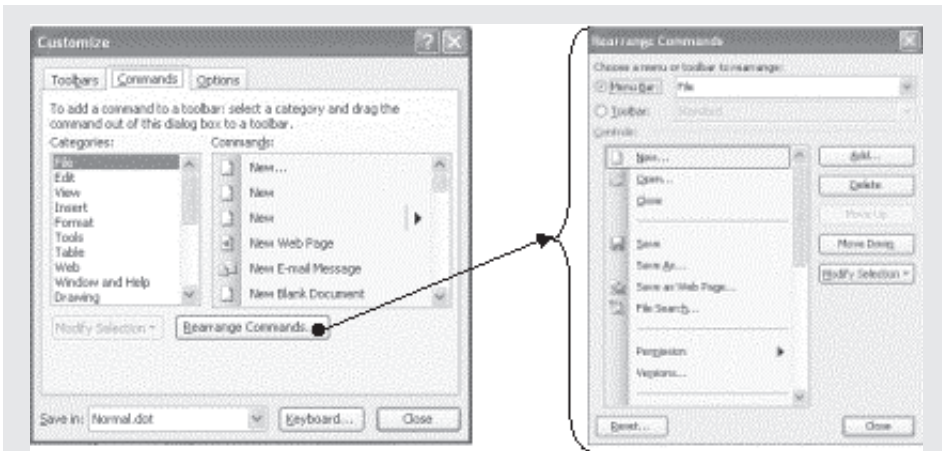 Customize
Toolbars Commands Options
To add a command to a toolbar: select a category and drag the
command out of this dialog box to a toolbar.
Categories:
File
Edit
View
Insert
Format
Tools
Table
Web
Window and Help
Drawing
Commands:
New...
New
New
New Web Page
New E-mail Message
New Blank Document
Modify Selection
Rearrange Commands...
Save in: Normal.dot
Keyboard...
Close
Rearrange Commands
Choose a menu or toolbar to rearrange:
Menu Bar: File
Toolbar: Standard
Controls:
New...
Open...
Close
Save
Save As...
Save as Web Page...
File Search...
Permission
Versions...
Add...
Delete
Move Up
Move Down
Modify Selection
Reset...
Close